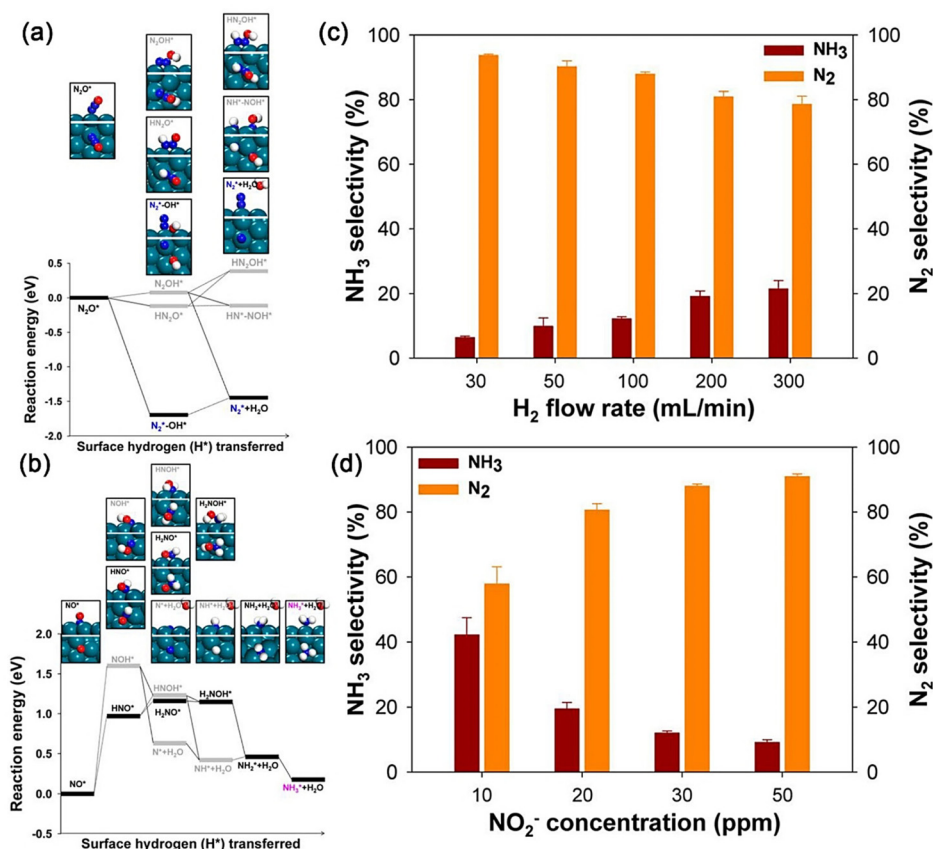 (a)
N₂O*
N₂OH*
HN₂O*
N₂*-OH*
HN₂OH*
NH*-NOH*
N₂*+H₂O
Reaction energy (eV)
0.5
0.0
-0.5
-1.0
-1.5
-2.0
N₂O*
N₂OH*
HN₂O*
HN₂OH*
HN*-NOH*
N₂*-OH*
N₂*+H₂O
Surface hydrogen (H*) transferred
(b)
NO*
NOH*
HNO*
HNOH*
H₂NO*
H₂NOH*
N*+H₂O
NH*+H₂O
NH₂+H₂O
NH₃*+H₂O
Reaction energy (eV)
2.0
1.5
1.0
0.5
0.0
-0.5
NO*
NOH*
HNO*
HNOH*
H₂NO*
H₂NOH*
N*+H₂O
NH*+H₂O
NH₂*+H₂O
NH₃*+H₂O
Surface hydrogen (H*) transferred
(c)
NH₃ selectivity (%)
100
80
60
40
20
0
NH₃
N₂
100
80
60
40
20
0
N₂ selectivity (%)
30 50 100 200 300
H₂ flow rate (mL/min)
(d)
NH₃ selectivity (%)
100
80
60
40
20
0
NH₃
N₂
100
80
60
40
20
0
N₂ selectivity (%)
10 20 30 50
NO₂⁻ concentration (ppm)